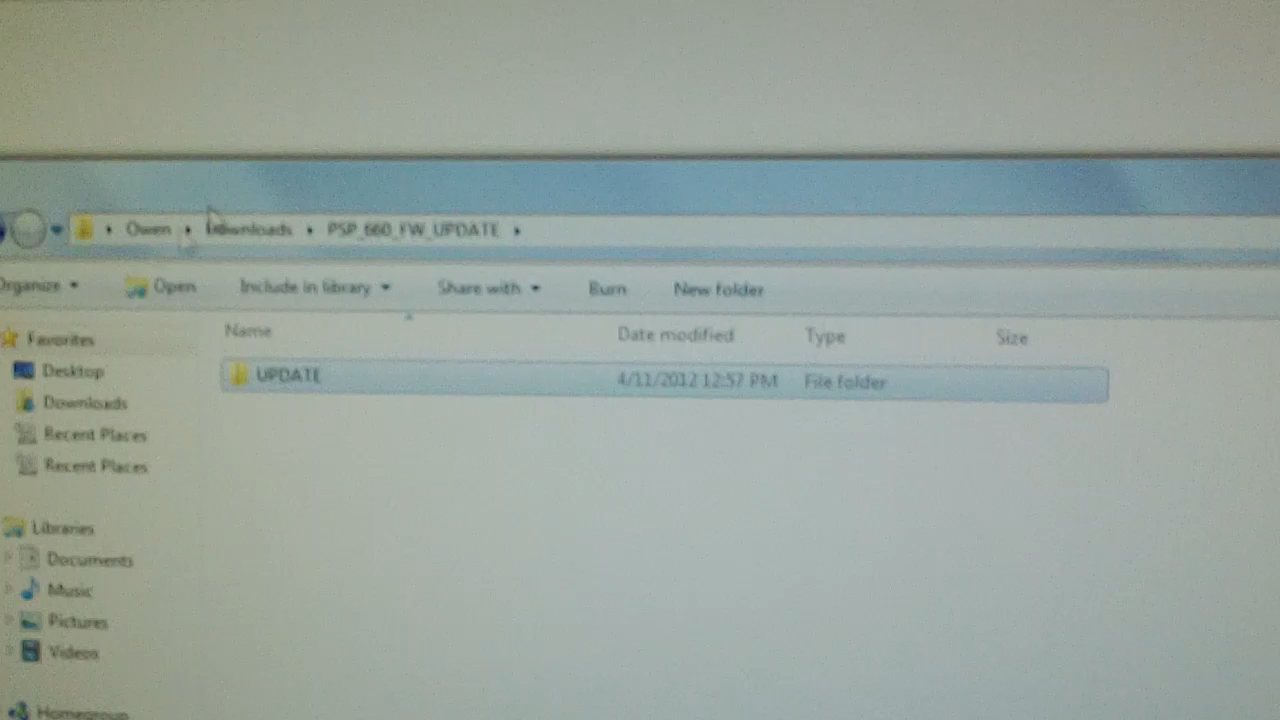 Owen Downloads PSP_660_FW_UPDATE
Organize Open Include in library Share with Burn New folder
Name Date modified Type Size
UPDATE 4/11/2012 12:57 PM File folder
Favorites
Desktop
Downloads
Recent Places
Recent Places
Libraries
Documents
Music
Pictures
Videos
Homegroup